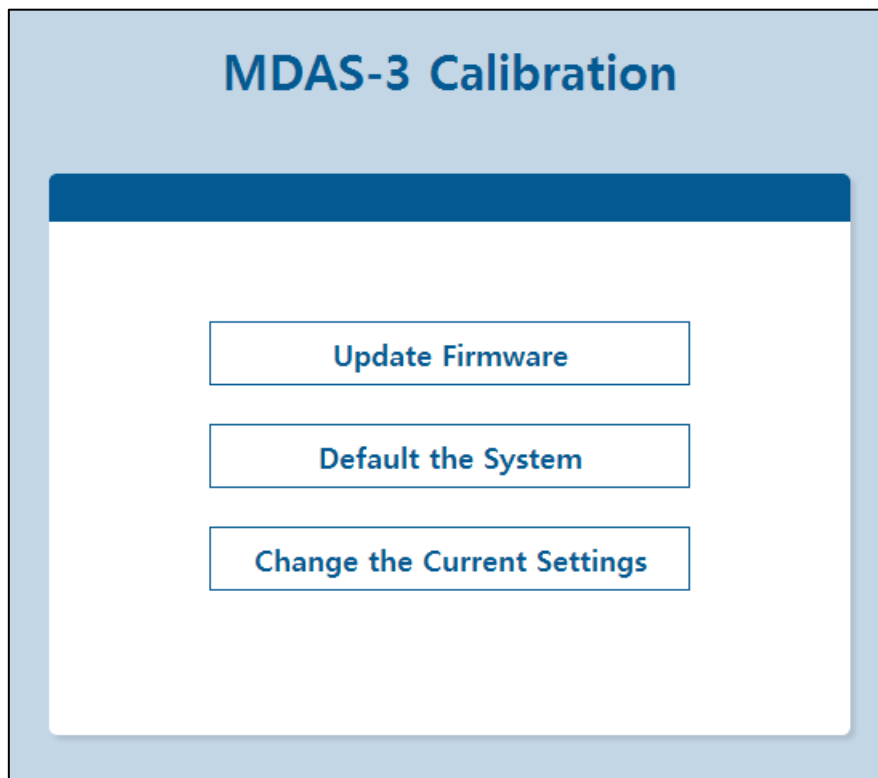 MDAS-3 Calibration
Update Firmware
Default the System
Change the Current Settings